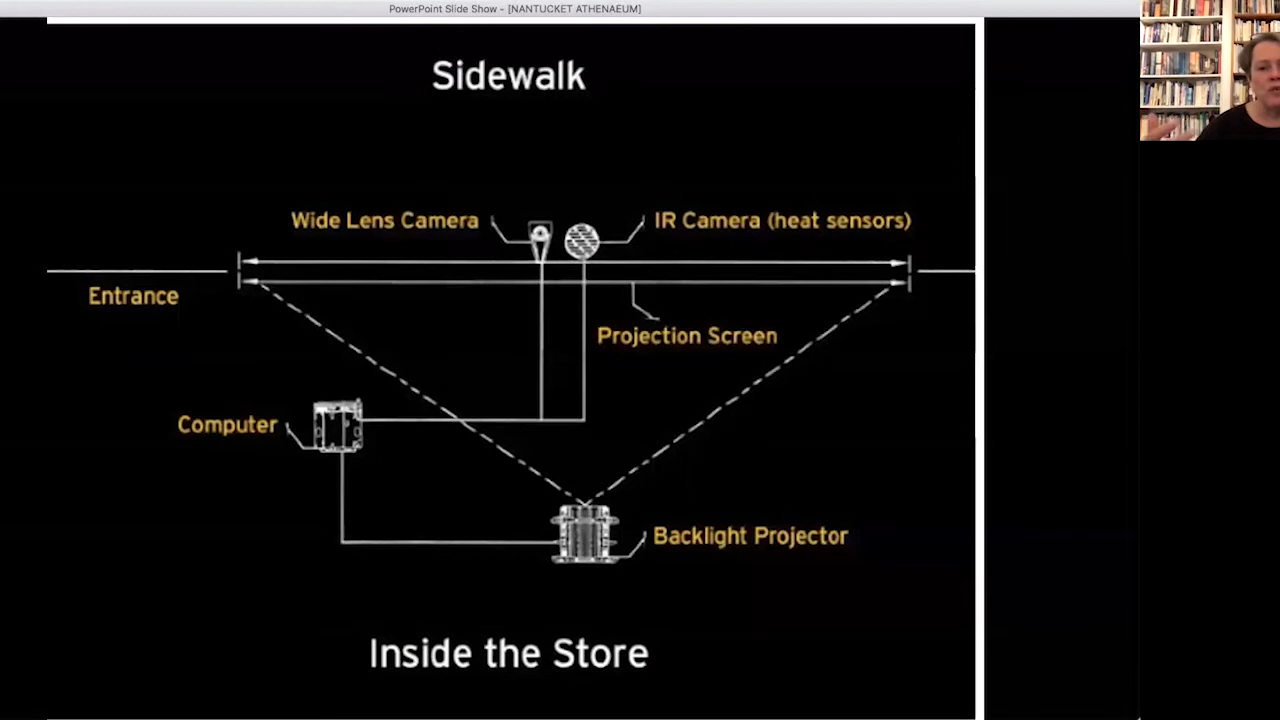 PowerPoint Slide Show - [NANTUCKET ATHENAEUM]
Sidewalk
Wide Lens Camera
IR Camera (heat sensors)
Entrance
Projection Screen
Computer
Backlight Projector
Inside the Store